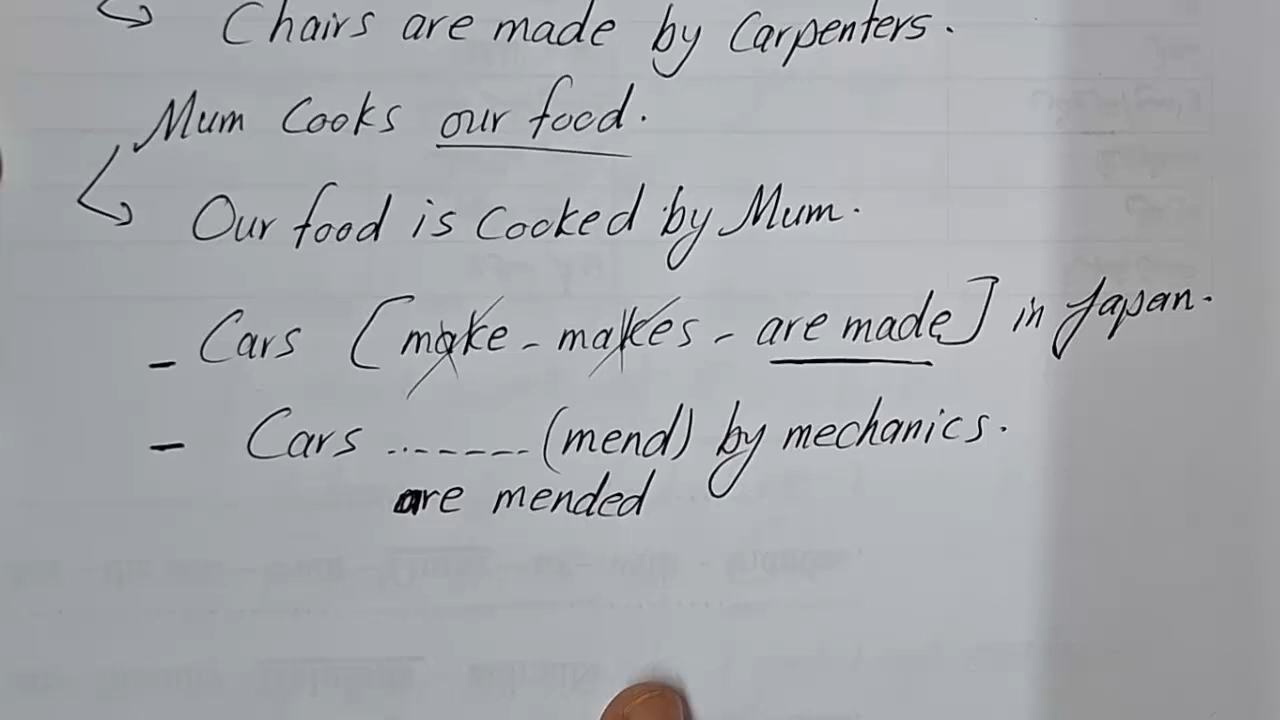 Chairs are made by Carpenters.
Mum Cooks our food.
Our food is Cooked by Mum.
- Cars [make - makes - are made] in Japan.
- Cars ....... (mend) by mechanics.
are mended